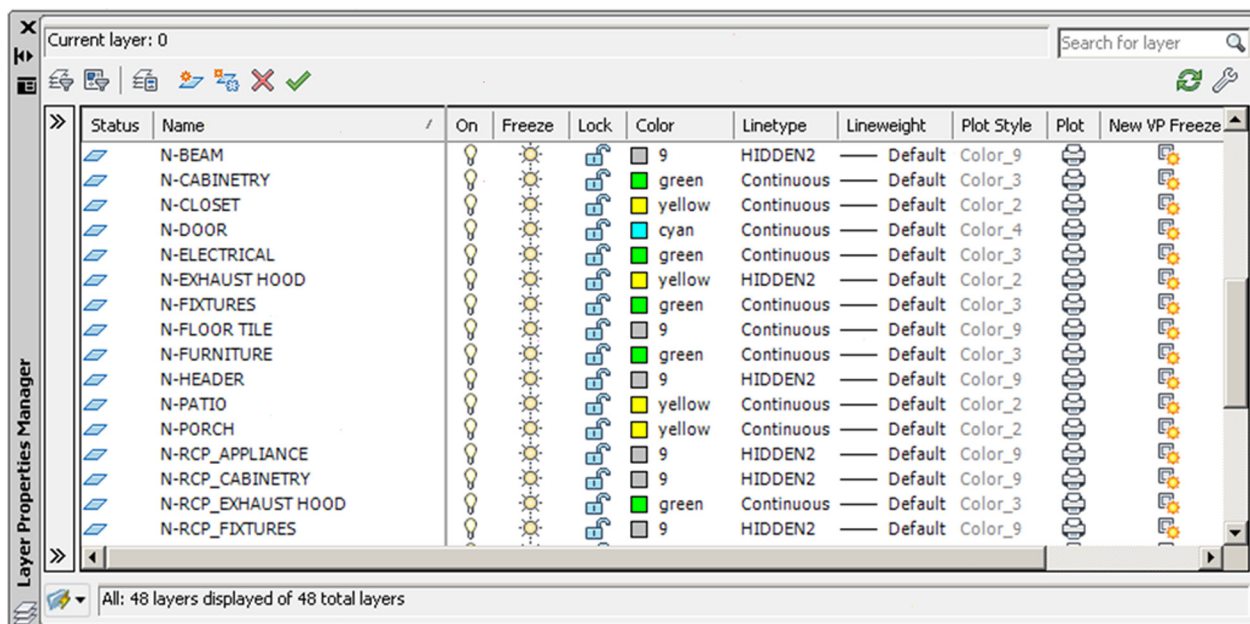 Current layer: 0
Search for layer
Status Name On Freeze Lock Color Linetype Lineweight Plot Style Plot New VP Freeze
N-BEAM 9 HIDDEN2 Default Color_9
N-CABINETRY green Continuous Default Color_3
N-CLOSET yellow Continuous Default Color_2
N-DOOR cyan Continuous Default Color_4
N-ELECTRICAL green Continuous Default Color_3
N-EXHAUST HOOD yellow HIDDEN2 Default Color_2
N-FIXTURES green Continuous Default Color_3
N-FLOOR TILE 9 Continuous Default Color_9
N-FURNITURE green Continuous Default Color_3
N-HEADER 9 HIDDEN2 Default Color_9
N-PATIO yellow Continuous Default Color_2
N-PORCH yellow Continuous Default Color_2
N-RCP_APPLIANCE 9 HIDDEN2 Default Color_9
N-RCP_CABINETRY 9 HIDDEN2 Default Color_9
N-RCP_EXHAUST HOOD green Continuous Default Color_3
N-RCP_FIXTURES 9 HIDDEN2 Default Color_9
All: 48 layers displayed of 48 total layers
Layer Properties Manager